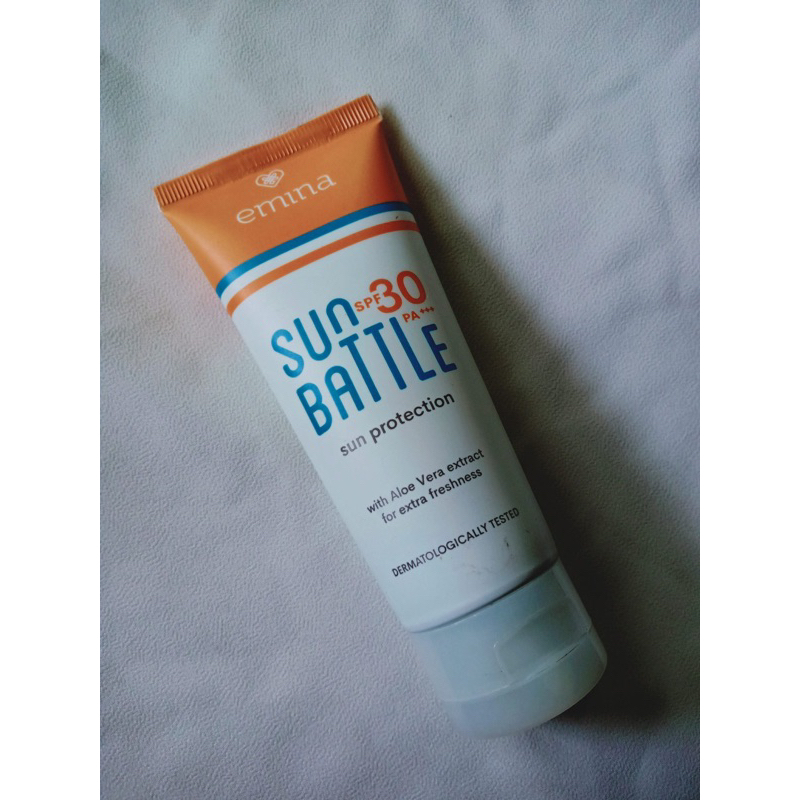 emina
SPF 30
PA+++
SUN
BATTLE
sun protection
with Aloe Vera extract
for extra freshness
DERMATOLOGICALLY TESTED